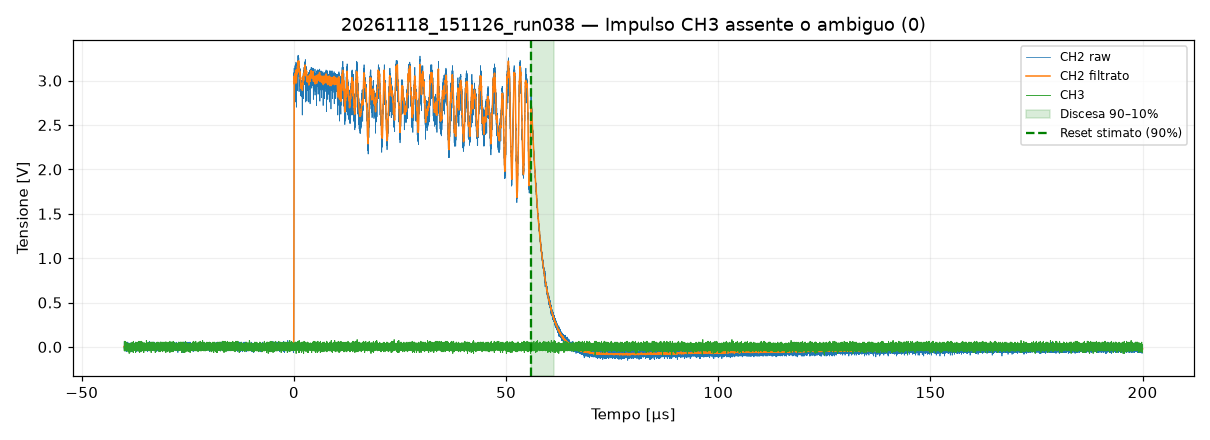 20261118_151126_run038 — Impulso CH3 assente o ambiguo (0)
CH2 raw
CH2 filtrato
CH3
Discesa 90–10%
Reset stimato (90%)
Tensione [V]
3.0
2.5
2.0
1.5
1.0
0.5
0.0
−50
0
50
100
150
200
Tempo [µs]